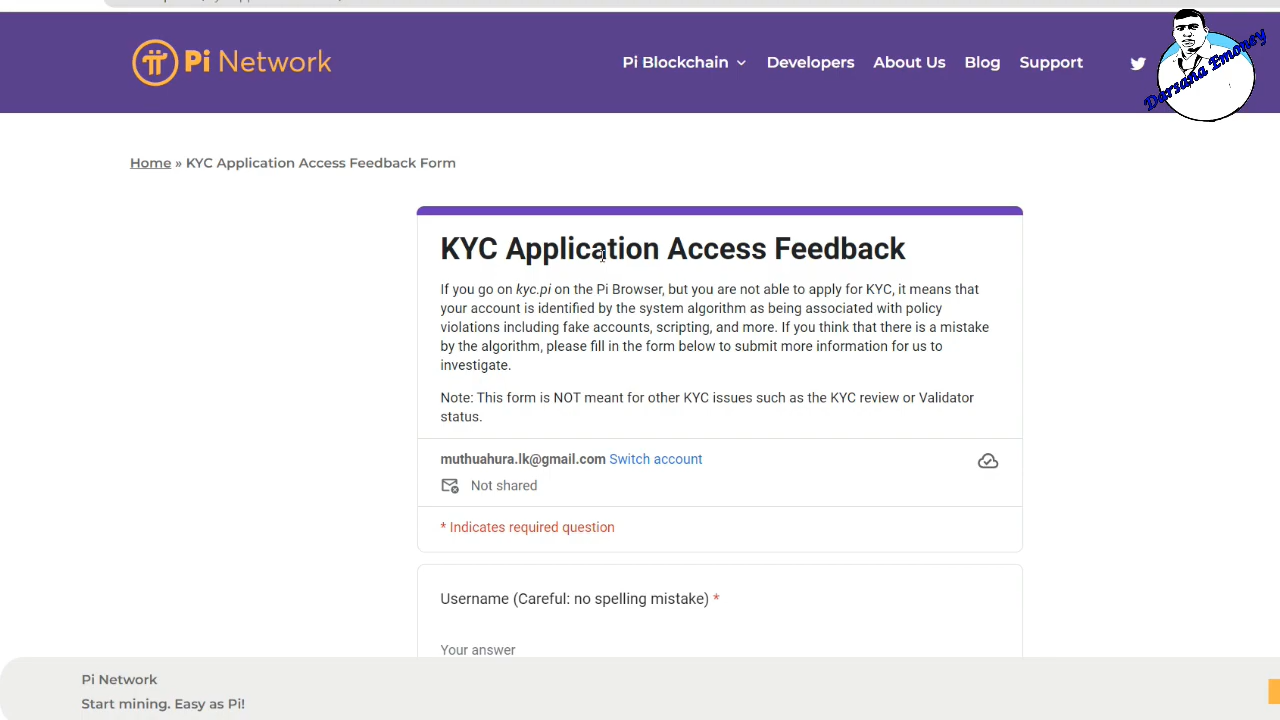 Pi Network
Pi Blockchain
Developers
About Us
Blog
Support
Darsana Emoney
Home » KYC Application Access Feedback Form
KYC Application Access Feedback
If you go on kyc.pi on the Pi Browser, but you are not able to apply for KYC, it means that
your account is identified by the system algorithm as being associated with policy
violations including fake accounts, scripting, and more. If you think that there is a mistake
by the algorithm, please fill in the form below to submit more information for us to
investigate.
Note: This form is NOT meant for other KYC issues such as the KYC review or Validator
status.
muthuahura.lk@gmail.com Switch account
Not shared
* Indicates required question
Username (Careful: no spelling mistake) *
Your answer
Pi Network
Start mining. Easy as Pi!